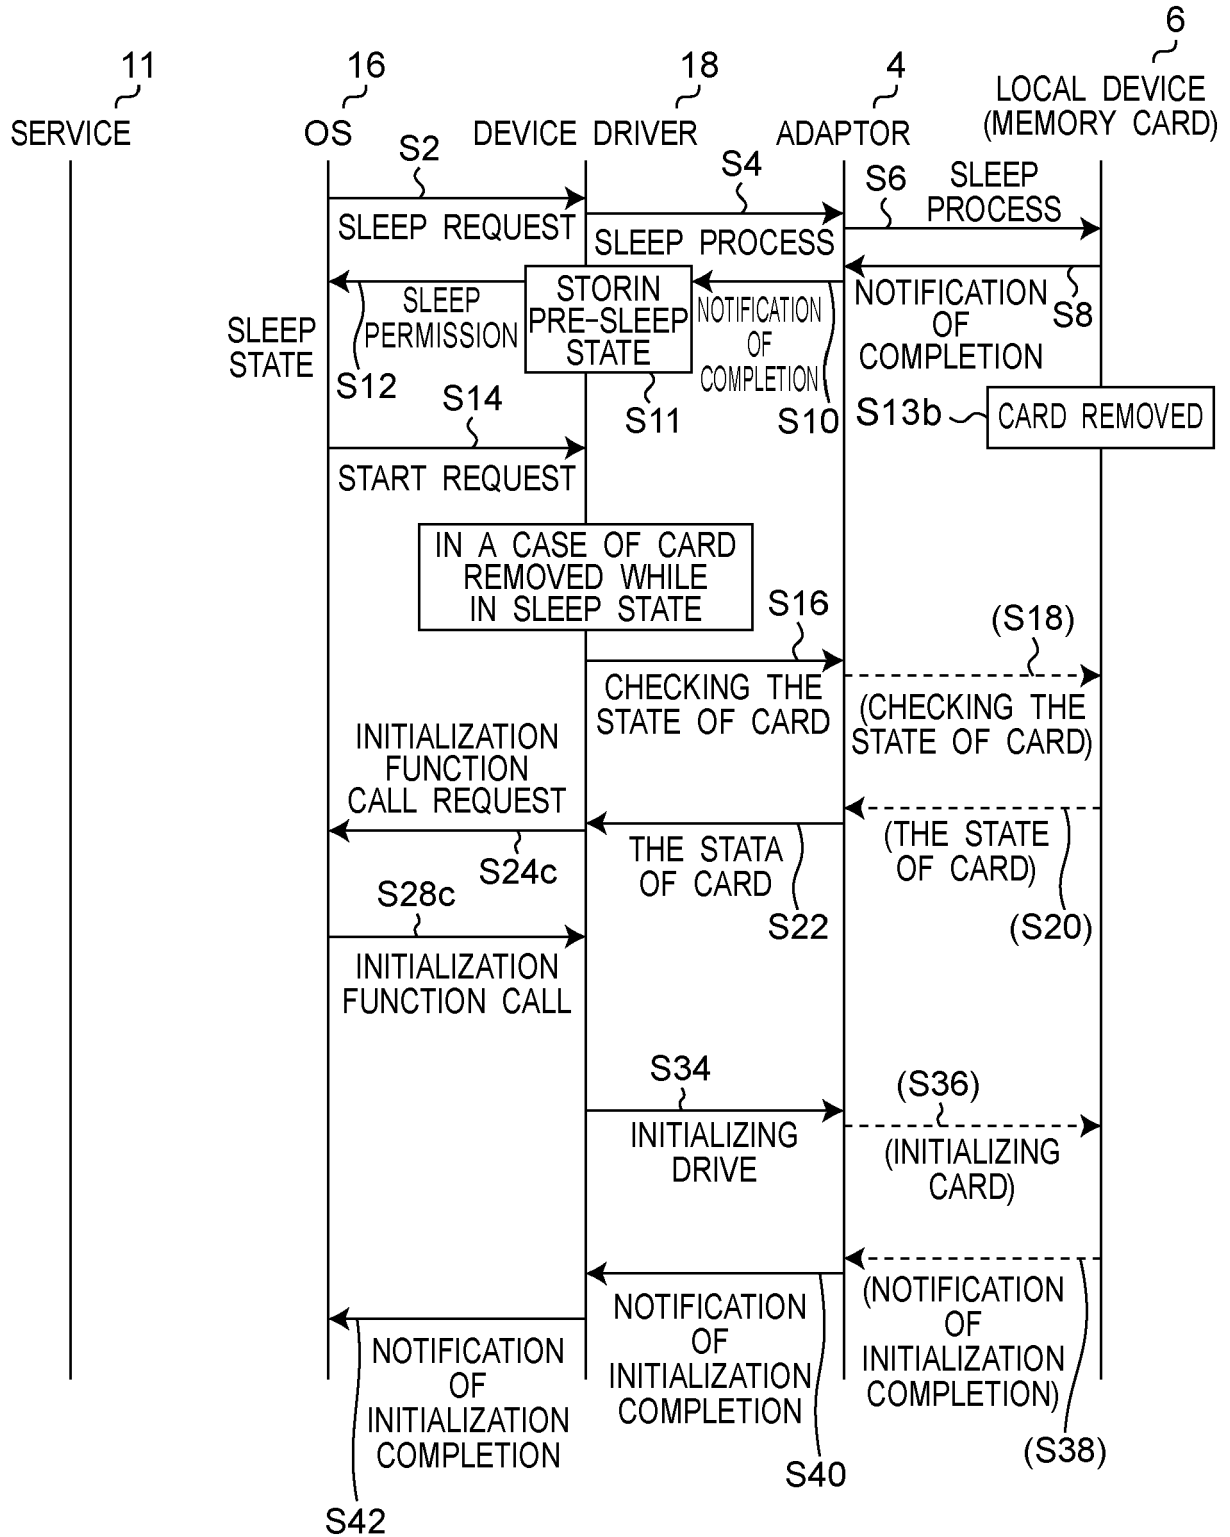 6
11
16
18
4
LOCAL DEVICE
(MEMORY CARD)
SERVICE
OS
DEVICE DRIVER
ADAPTOR
S2
S4
S6
SLEEP
PROCESS
SLEEP REQUEST
SLEEP PROCESS
STORIN
PRE-SLEEP
STATE
SLEEP
PERMISSION
NOTIFICATION
OF
COMPLETION
NOTIFICATION
OF
COMPLETION
S8
SLEEP
STATE
S12
S11
S10
S14
S13b
CARD REMOVED
START REQUEST
IN A CASE OF CARD
REMOVED WHILE
IN SLEEP STATE
S16
(S18)
CHECKING THE
STATE OF CARD
(CHECKING THE
STATE OF CARD)
INITIALIZATION
FUNCTION
CALL REQUEST
S24c
THE STATA
OF CARD
S22
(THE STATE
OF CARD)
(S20)
S28c
INITIALIZATION
FUNCTION CALL
S34
(S36)
INITIALIZING
DRIVE
(INITIALIZING
CARD)
NOTIFICATION
OF
INITIALIZATION
COMPLETION
NOTIFICATION
OF
INITIALIZATION
COMPLETION
(NOTIFICATION
OF
INITIALIZATION
COMPLETION)
S42
S40
(S38)